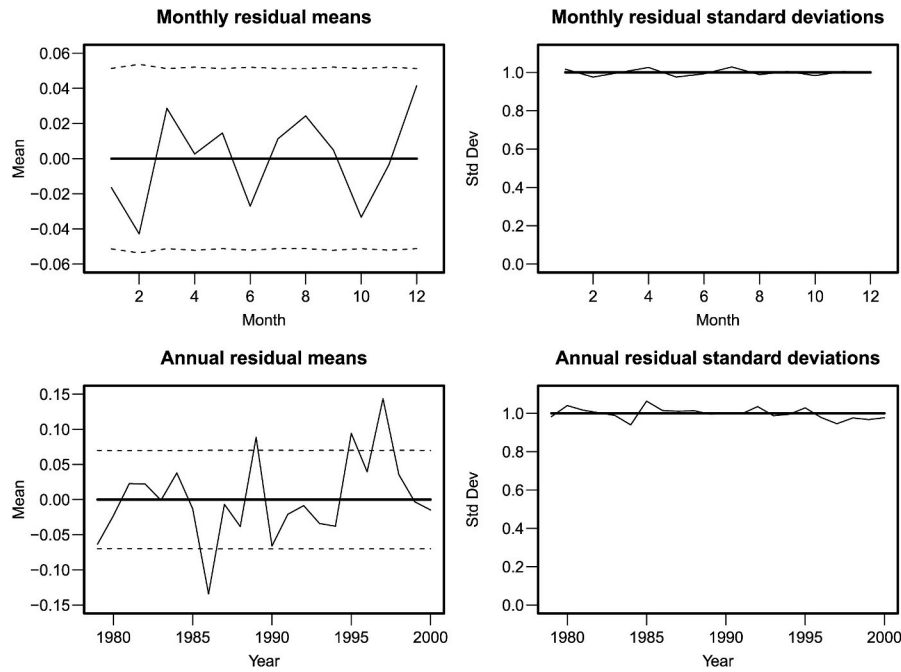 Monthly residual means
0.06
0.04
0.02
0.00
−0.02
−0.04
−0.06
Mean
2 4 6 8 10 12
Month
Monthly residual standard deviations
1.0
0.8
0.6
0.4
0.2
0.0
Std Dev
2 4 6 8 10 12
Month
Annual residual means
0.15
0.10
0.05
0.00
−0.05
−0.10
−0.15
Mean
1980 1985 1990 1995 2000
Year
Annual residual standard deviations
1.0
0.8
0.6
0.4
0.2
0.0
Std Dev
1980 1985 1990 1995 2000
Year